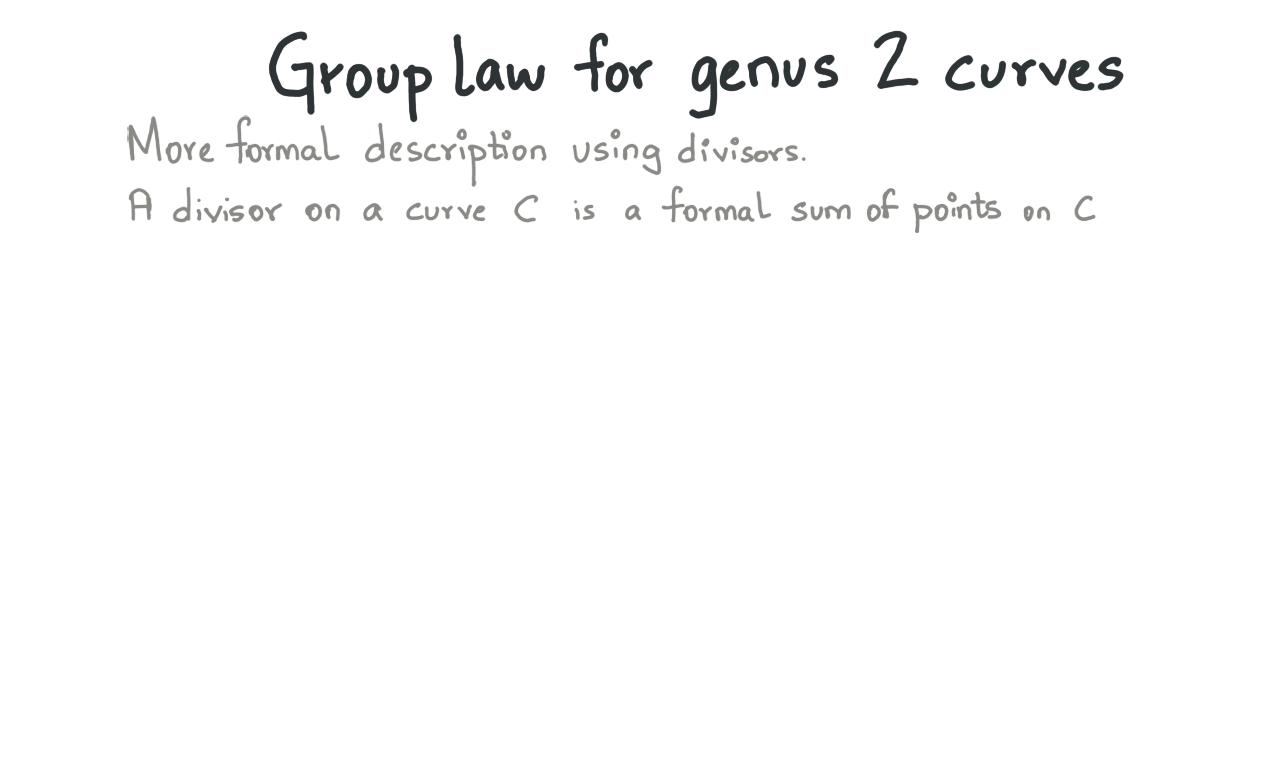 Group law for genus 2 curves
More formal description using divisors.
A divisor on a curve C is a formal sum of points on C